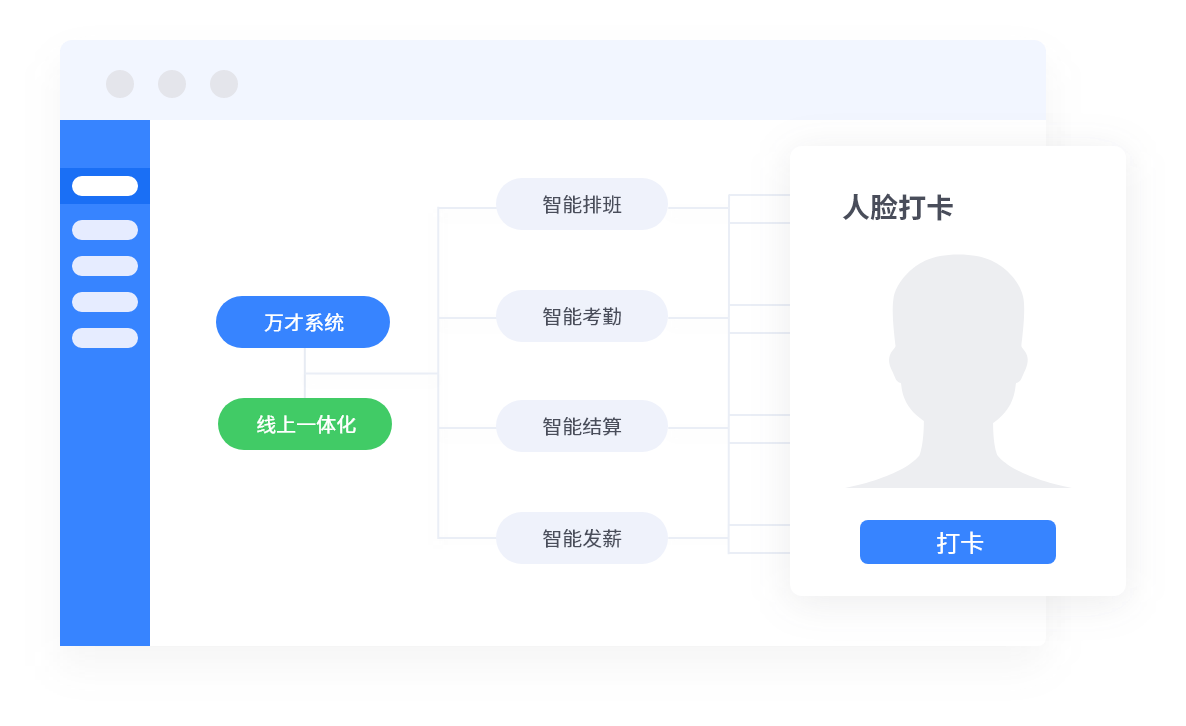 万才系统
线上一体化
智能排班
智能考勤
智能结算
智能发薪
人脸打卡
打卡